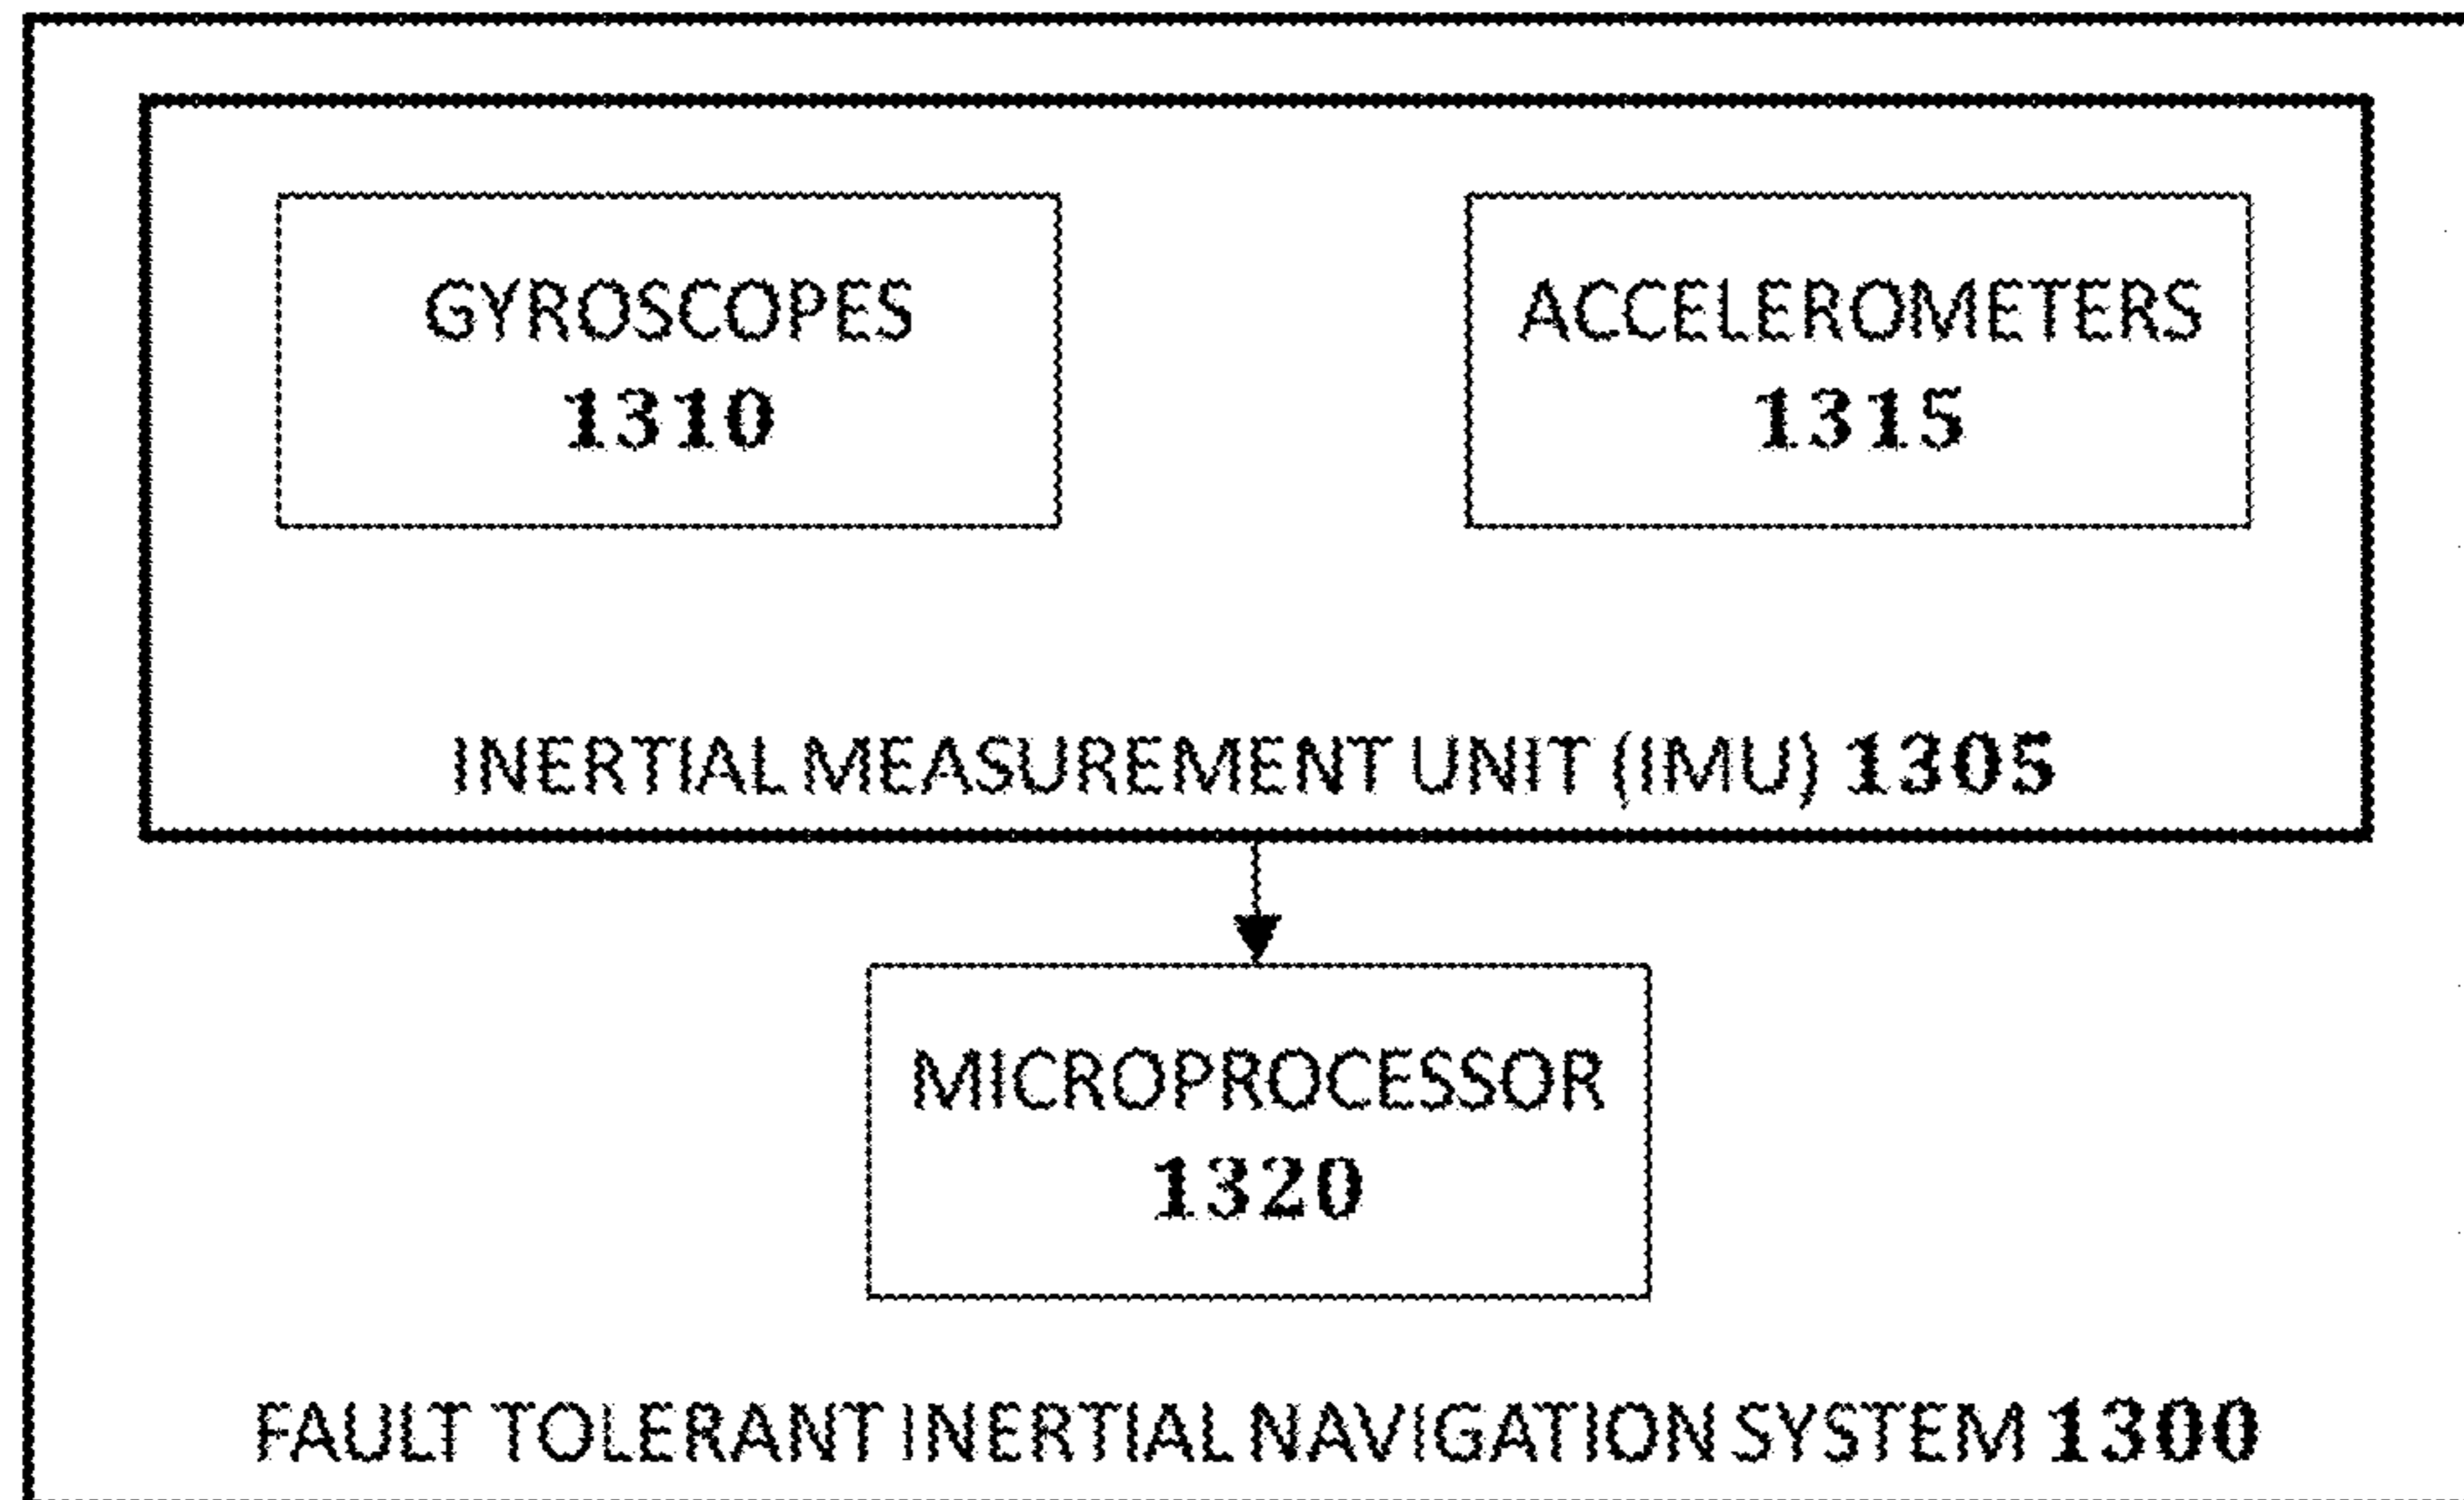 GYROSCOPES
1310
ACCELEROMETERS
1315
INERTIAL MEASUREMENT UNIT (IMU) 1305
MICROPROCESSOR
1320
FAULT TOLERANT INERTIAL NAVIGATION SYSTEM 1300